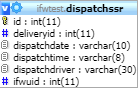 ifwtest.dispatchssr
id : int(11)
deliveryid : int(11)
dispatchdate : varchar(10)
dispatchtime : varchar(8)
dispatchdriver : varchar(30)
ifwuid : int(11)